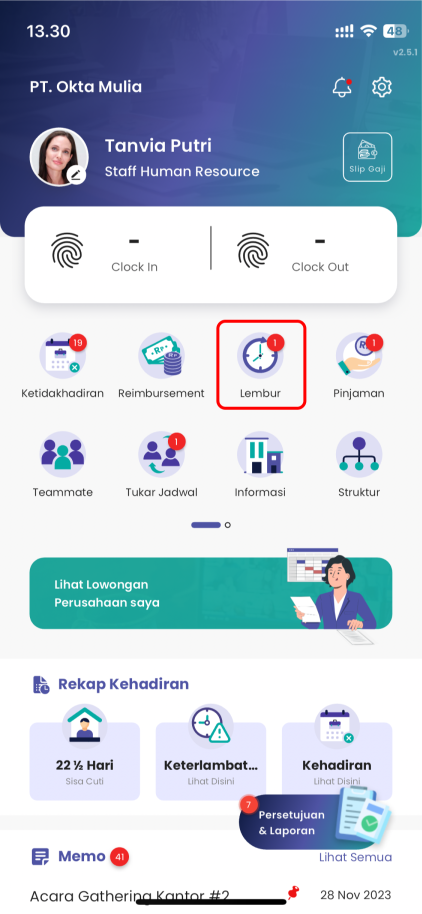 13.30
48
v2.5.1
PT. Okta Mulia
Tanvia Putri
Staff Human Resource
Slip Gaji
- -
Clock In Clock Out
19 1 1
Ketidakhadiran Reimbursement Lembur Pinjaman
1
Teammate Tukar Jadwal Informasi Struktur
Lihat Lowongan
Perusahaan saya
Rekap Kehadiran
22 ½ Hari Keterlambat... Kehadiran
Sisa Cuti Lihat Disini Lihat Disini
7
Persetujuan
& Laporan
Memo 41 Lihat Semua
Acara Gathering Kantor #2 28 Nov 2023